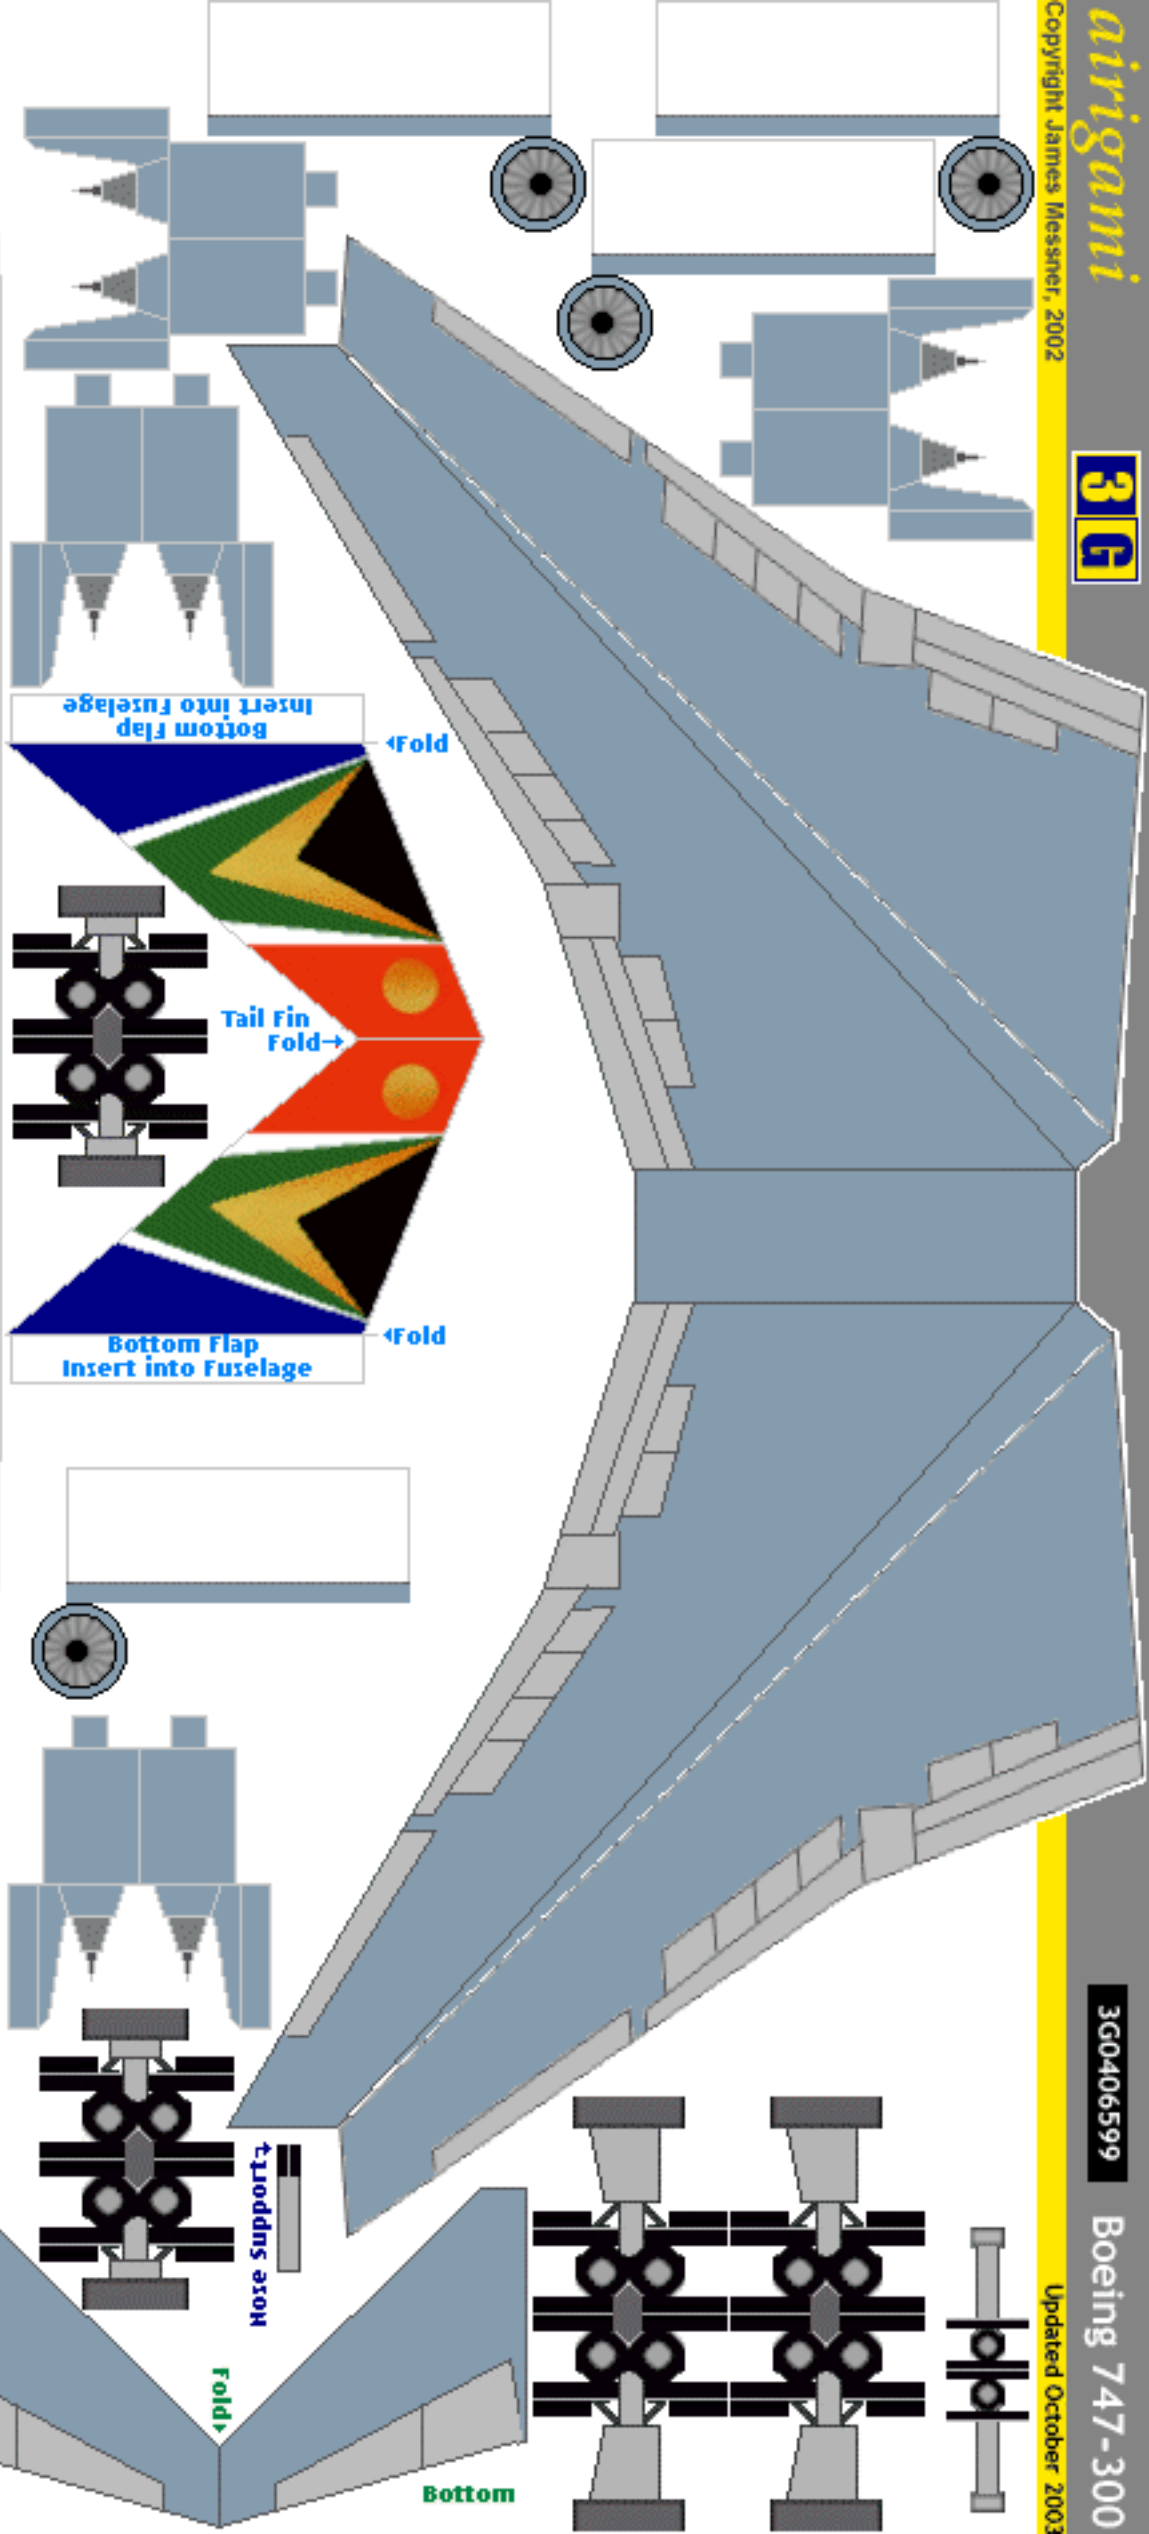 airigami
Copyright James Messner, 2002
3G
3G0406599
Boeing 747-300
Updated October 2003
Bottom Flap
Insert into Fuselage
◂Fold
Tail Fin
Fold→
◂Fold
Bottom Flap
Insert into Fuselage
Hose Support
Fold▸
Bottom